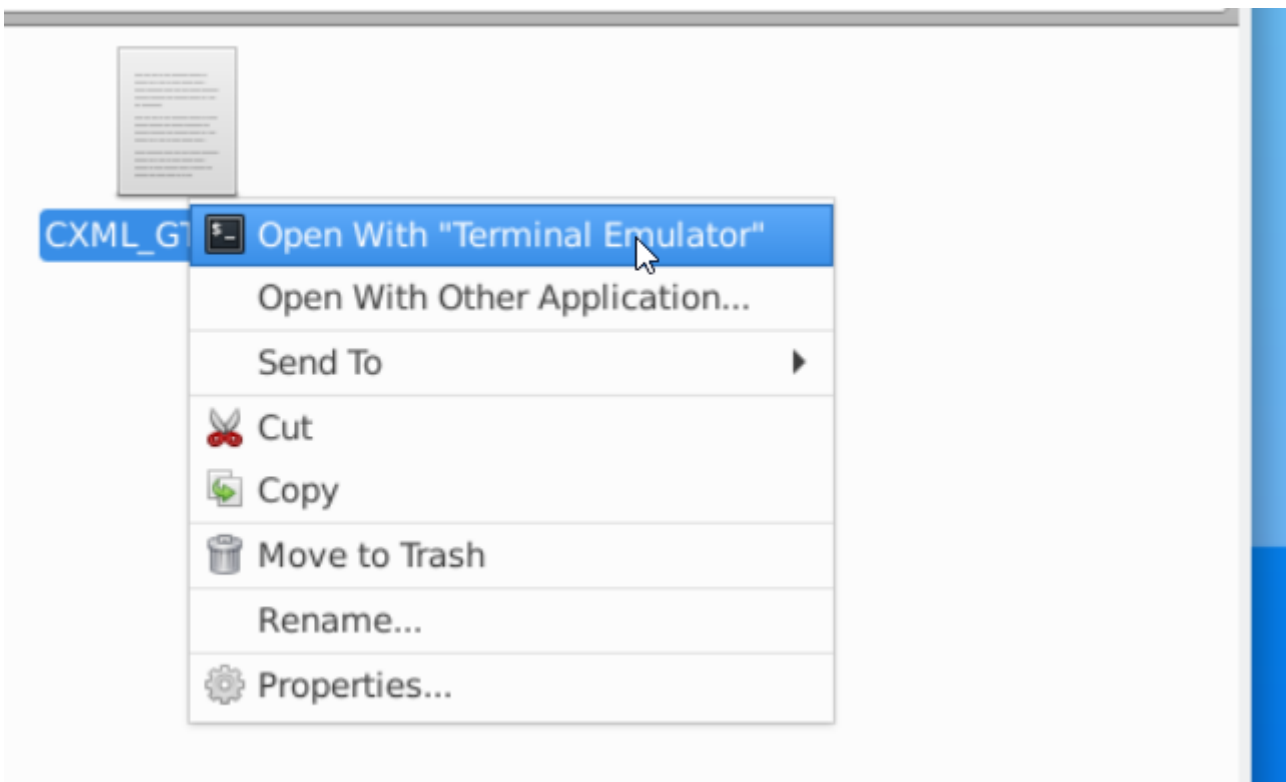 CXML_GT
Open With "Terminal Emulator"
Open With Other Application...
Send To
Cut
Copy
Move to Trash
Rename...
Properties...